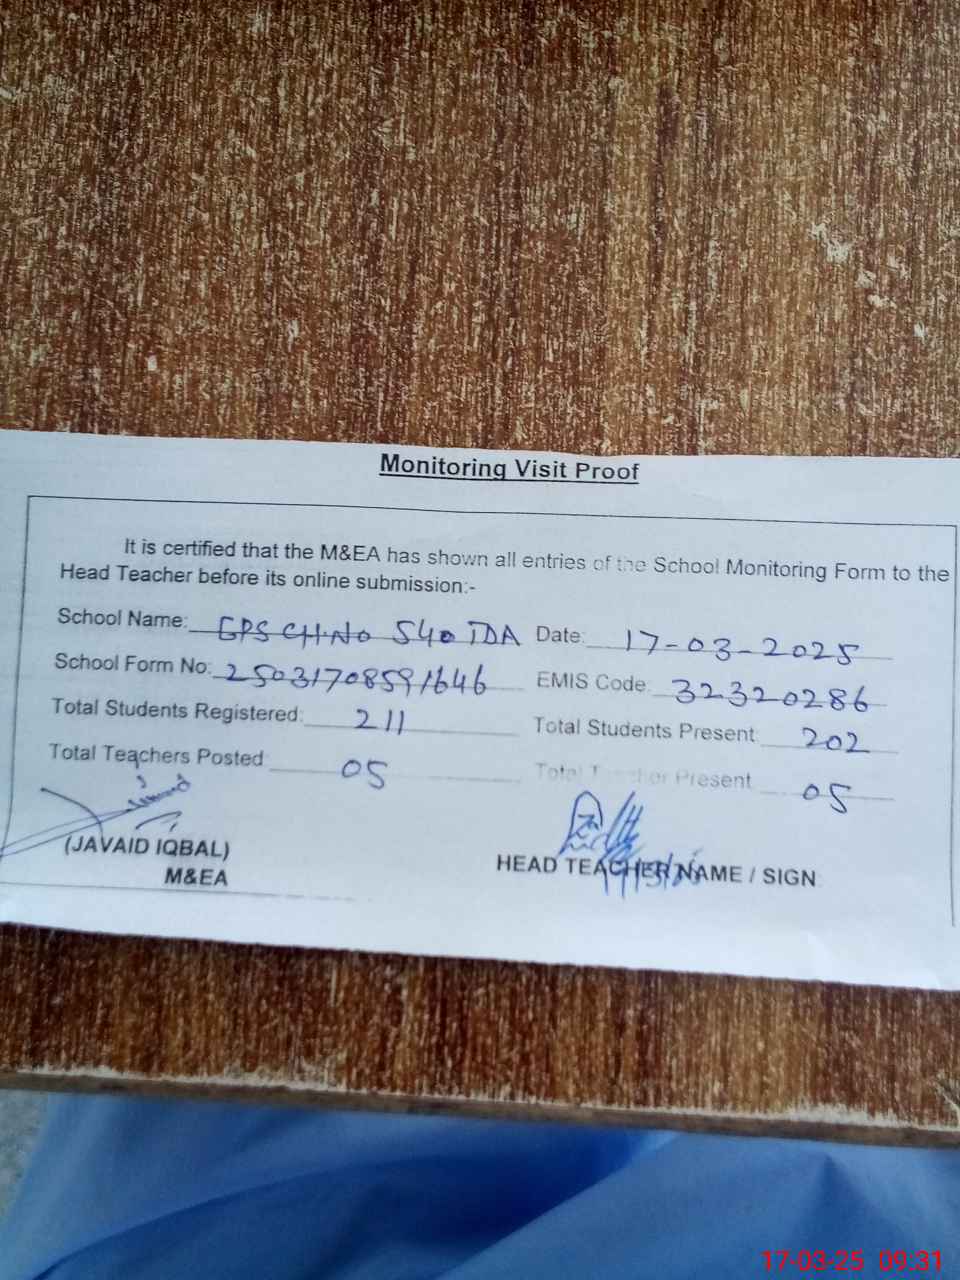 Monitoring Visit Proof
It is certified that the M&EA has shown all entries of the School Monitoring Form to the
Head Teacher before its online submission:-
School Name: GPS CH.No 540 TDA Date: 17-03-2025
School Form No: 25031708591646 EMIS Code: 32320286
Total Students Registered: 211 Total Students Present: 202
Total Teachers Posted 05 Total Teacher Present 05
(JAVAID IQBAL)
M&EA
HEAD TEACHER NAME / SIGN
17-03-25 09:31